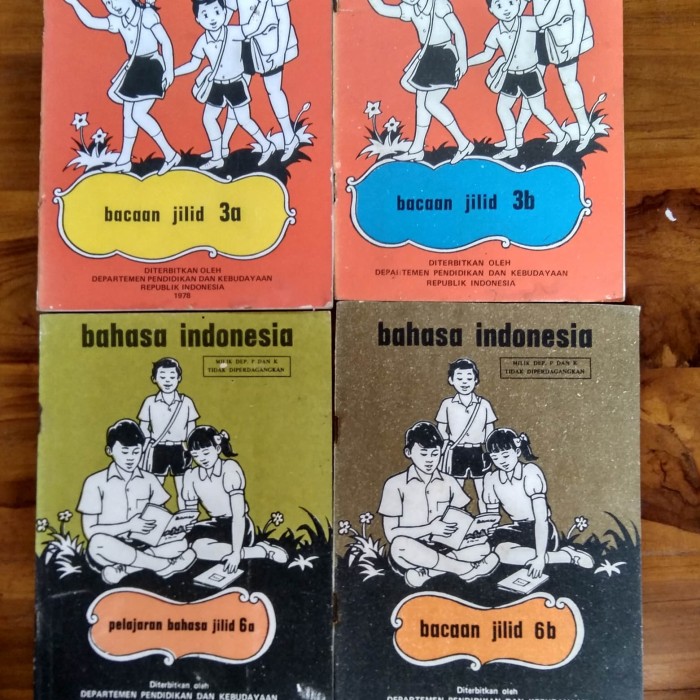 bacaan jilid 3a
DITERBITKAN OLEH
DEPARTEMEN PENDIDIKAN DAN KEBUDAYAAN
REPUBLIK INDONESIA
1978
bacaan jilid 3b
DITERBITKAN OLEH
DEPARTEMEN PENDIDIKAN DAN KEBUDAYAAN
REPUBLIK INDONESIA
bahasa indonesia
MILIK DEP. P DAN K
TIDAK DIPERDAGANGKAN
pelajaran bahasa jilid 6a
Diterbitkan oleh
DEPARTEMEN PENDIDIKAN DAN KEBUDAYAAN
bahasa indonesia
MILIK DEP. P DAN K
TIDAK DIPERDAGANGKAN
bacaan jilid 6b
Diterbitkan oleh